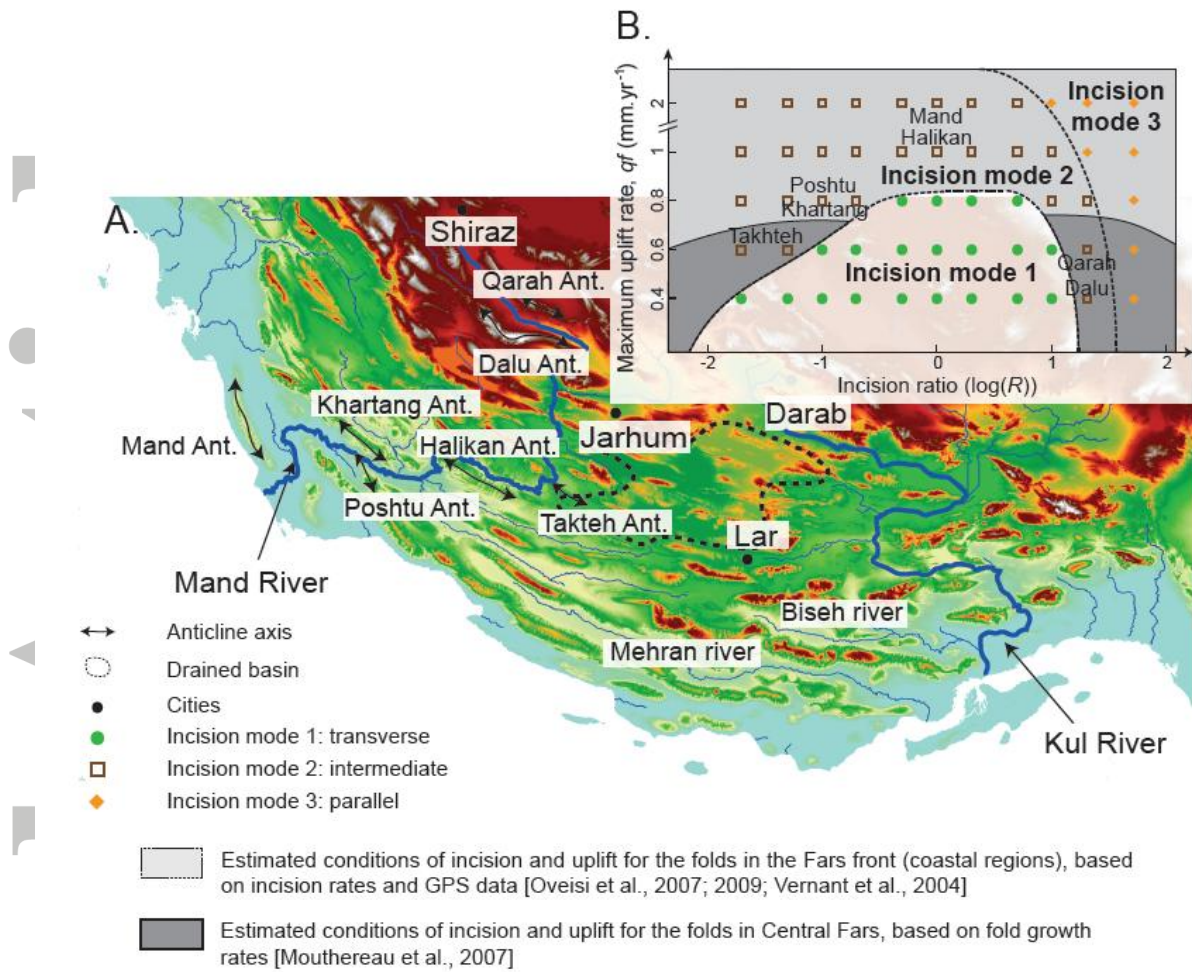 B.
Maximum uplift rate, qf (mm.yr⁻¹)
2
1
0.8
0.6
0.4
Incision
mode 3
Mand
Halikan
Incision mode 2
Poshtu
Khartang
Takhteh
Incision mode 1
Qarah
Dalu
-2
-1
0
1
2
Incision ratio (log(R))
A.
Shiraz
Qarah Ant.
Dalu Ant.
Khartang Ant.
Darab
Mand Ant.
Halikan Ant.
Jarhum
Poshtu Ant.
Takteh Ant.
Lar
Mand River
Biseh river
Mehran river
Kul River
Anticline axis
Drained basin
Cities
Incision mode 1: transverse
Incision mode 2: intermediate
Incision mode 3: parallel
Estimated conditions of incision and uplift for the folds in the Fars front (coastal regions), based
on incision rates and GPS data [Oveisi et al., 2007; 2009; Vernant et al., 2004]
Estimated conditions of incision and uplift for the folds in Central Fars, based on fold growth
rates [Mouthereau et al., 2007]